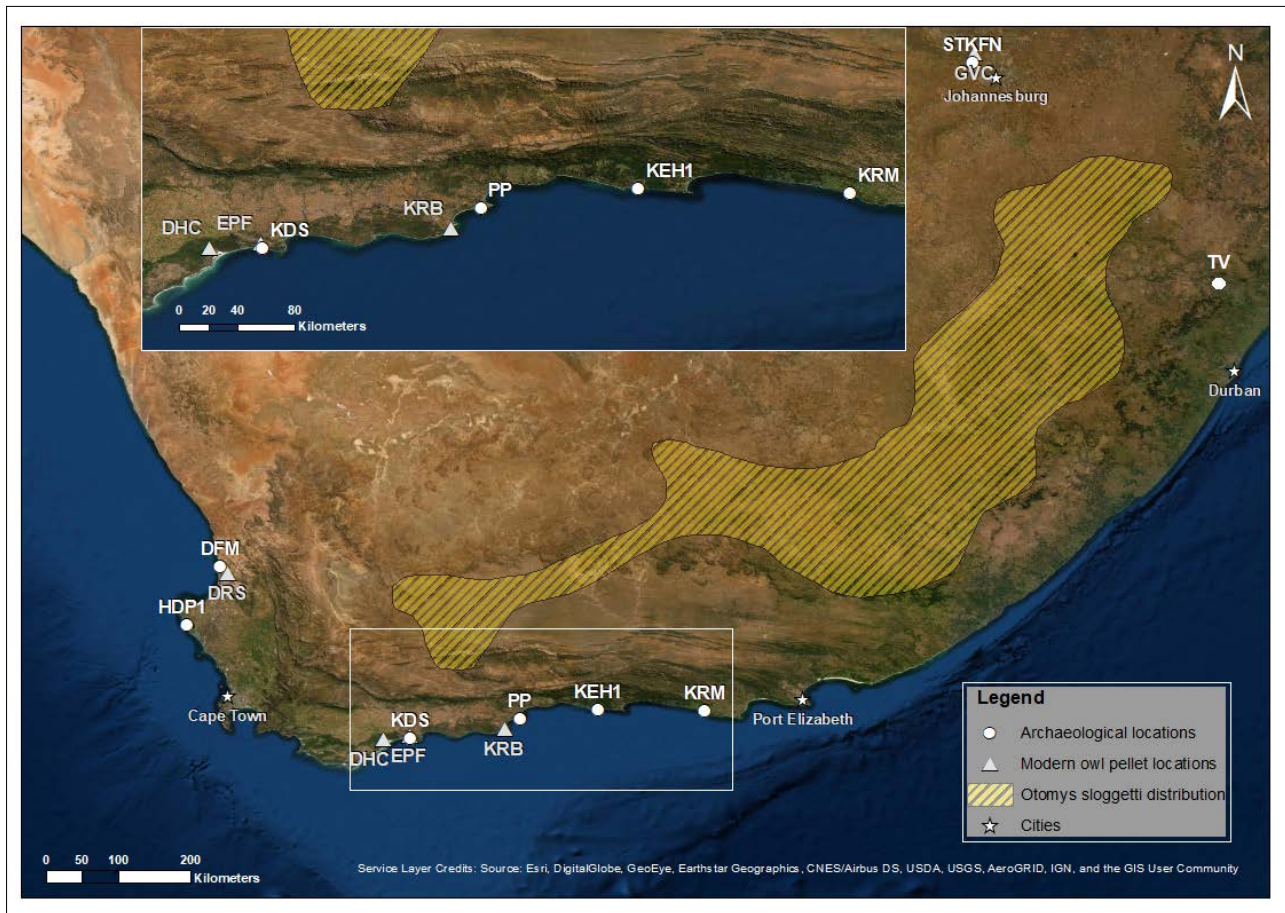 STKFN
GVC
Johannesburg
N
KEH1
KRM
PP
KRB
DHC
EPF
KDS
0 20 40 80
Kilometers
TV
Durban
DFM
DRS
HDP1
Cape Town
PP
KEH1
KRM
KDS
DHC
EPF
KRB
Port Elizabeth
Legend
Archaeological locations
Modern owl pellet locations
Otomys sloggetti distribution
Cities
0 50 100 200
Kilometers
Service Layer Credits: Source: Esri, DigitalGlobe, GeoEye, Earthstar Geographics, CNES/Airbus DS, USDA, USGS, AeroGRID, IGN, and the GIS User Community